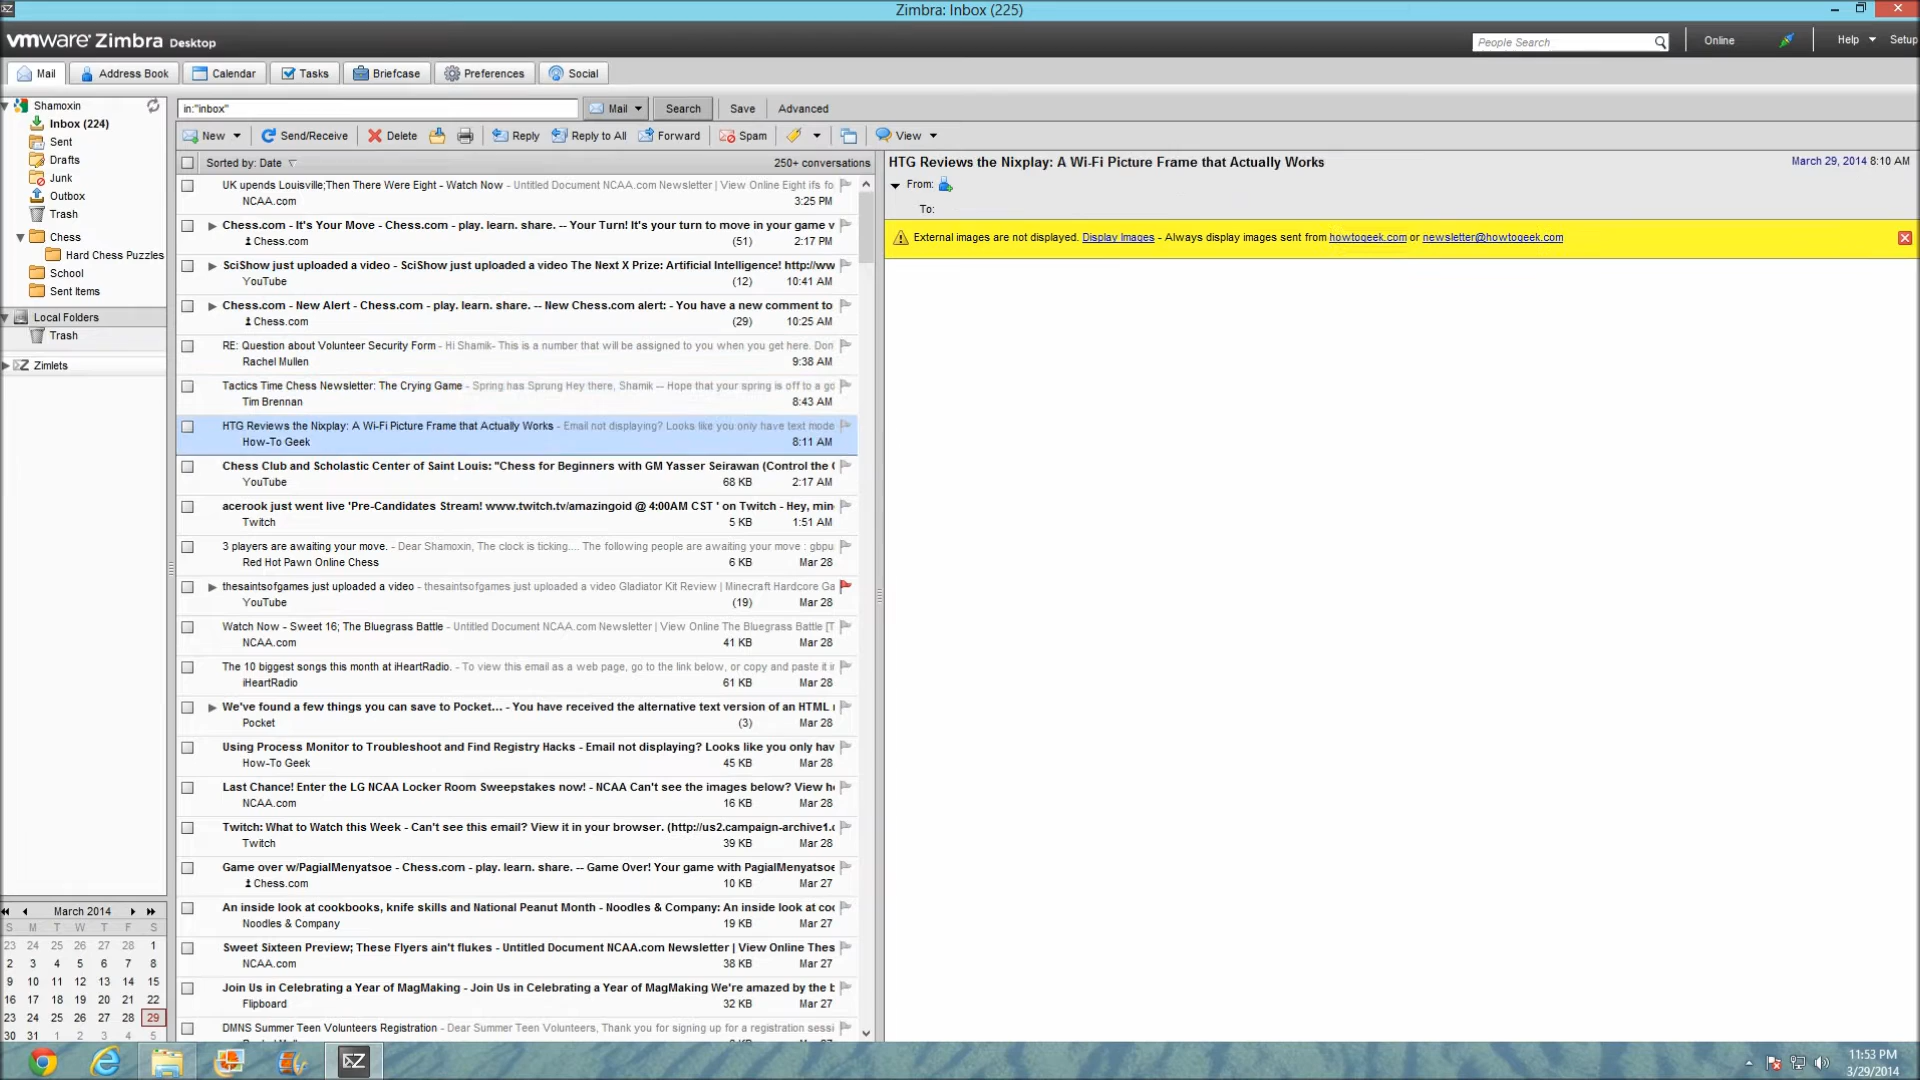 Zimbra: Inbox (225)
vmware Zimbra Desktop
People Search
Online
Help
Setup
Mail
Address Book
Calendar
Tasks
Briefcase
Preferences
Social
Shamoxin
Inbox (224)
Sent
Drafts
Junk
Outbox
Trash
Chess
Hard Chess Puzzles
School
Sent Items
Local Folders
Trash
Zimlets
in:"inbox"
Mail
Search
Save
Advanced
New
Send/Receive
Delete
Reply
Reply to All
Forward
Spam
View
Sorted by: Date
250+ conversations
UK upends Louisville;Then There Were Eight - Watch Now - Untitled Document NCAA.com Newsletter | View Online Eight ifs fo
NCAA.com 3:25 PM
Chess.com - It's Your Move - Chess.com - play. learn. share. -- Your Turn! It's your turn to move in your game v
Chess.com (51) 2:17 PM
SciShow just uploaded a video - SciShow just uploaded a video The Next X Prize: Artificial Intelligence! http://ww
YouTube (12) 10:41 AM
Chess.com - New Alert - Chess.com - play. learn. share. -- New Chess.com alert: - You have a new comment to
Chess.com (29) 10:25 AM
RE: Question about Volunteer Security Form - Hi Shamik- This is a number that will be assigned to you when you get here. Don
Rachel Mullen 9:38 AM
Tactics Time Chess Newsletter: The Crying Game - Spring has Sprung Hey there, Shamik -- Hope that your spring is off to a go
Tim Brennan 8:43 AM
HTG Reviews the Nixplay: A Wi-Fi Picture Frame that Actually Works - Email not displaying? Looks like you only have text mode
How-To Geek 8:11 AM
Chess Club and Scholastic Center of Saint Louis: "Chess for Beginners with GM Yasser Seirawan (Control the
YouTube 68 KB 2:17 AM
acerook just went live 'Pre-Candidates Stream! www.twitch.tv/amazingoid @ 4:00AM CST ' on Twitch - Hey, min
Twitch 5 KB 1:51 AM
3 players are awaiting your move. - Dear Shamoxin, The clock is ticking.... The following people are awaiting your move : gbpu
Red Hot Pawn Online Chess 6 KB Mar 28
thesaintsofgames just uploaded a video - thesaintsofgames just uploaded a video Gladiator Kit Review | Minecraft Hardcore Ga
YouTube (19) Mar 28
Watch Now - Sweet 16; The Bluegrass Battle - Untitled Document NCAA.com Newsletter | View Online The Bluegrass Battle [T
NCAA.com 41 KB Mar 28
The 10 biggest songs this month at iHeartRadio. - To view this email as a web page, go to the link below, or copy and paste it ir
iHeartRadio 61 KB Mar 28
We've found a few things you can save to Pocket... - You have received the alternative text version of an HTML
Pocket (3) Mar 28
Using Process Monitor to Troubleshoot and Find Registry Hacks - Email not displaying? Looks like you only hav
How-To Geek 45 KB Mar 28
Last Chance! Enter the LG NCAA Locker Room Sweepstakes now! - NCAA Can't see the images below? View he
NCAA.com 16 KB Mar 28
Twitch: What to Watch this Week - Can't see this email? View it in your browser. (http://us2.campaign-archive1.c
Twitch 39 KB Mar 28
Game over w/PagialMenyatsoe - Chess.com - play. learn. share. -- Game Over! Your game with PagialMenyatsoe
Chess.com 10 KB Mar 27
An inside look at cookbooks, knife skills and National Peanut Month - Noodles & Company: An inside look at coo
Noodles & Company 19 KB Mar 27
Sweet Sixteen Preview; These Flyers ain't flukes - Untitled Document NCAA.com Newsletter | View Online Thes
NCAA.com 38 KB Mar 27
Join Us in Celebrating a Year of MagMaking - Join Us in Celebrating a Year of MagMaking We're amazed by the b
Flipboard 32 KB Mar 27
DMNS Summer Teen Volunteers Registration - Dear Summer Teen Volunteers, Thank you for signing up for a registration sessi
HTG Reviews the Nixplay: A Wi-Fi Picture Frame that Actually Works
March 29, 2014 8:10 AM
From:
To:
External images are not displayed. Display Images - Always display images sent from howtogeek.com or newsletter@howtogeek.com
March 2014
S M T W T F S
23 24 25 26 27 28 1
2 3 4 5 6 7 8
9 10 11 12 13 14 15
16 17 18 19 20 21 22
23 24 25 26 27 28 29
30 31 1 2 3 4 5
11:53 PM
3/29/2014